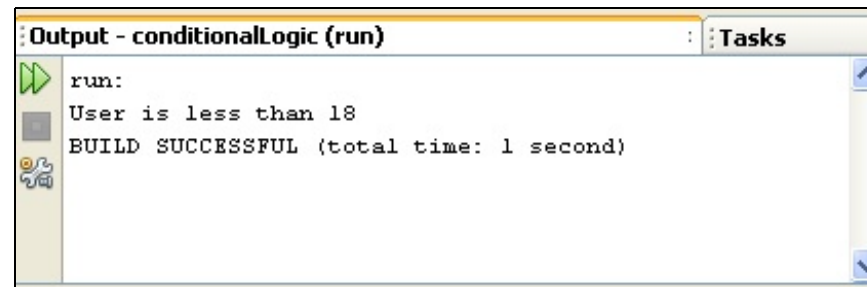 Output - conditionalLogic (run)
Tasks
run:
User is less than 18
BUILD SUCCESSFUL (total time: 1 second)